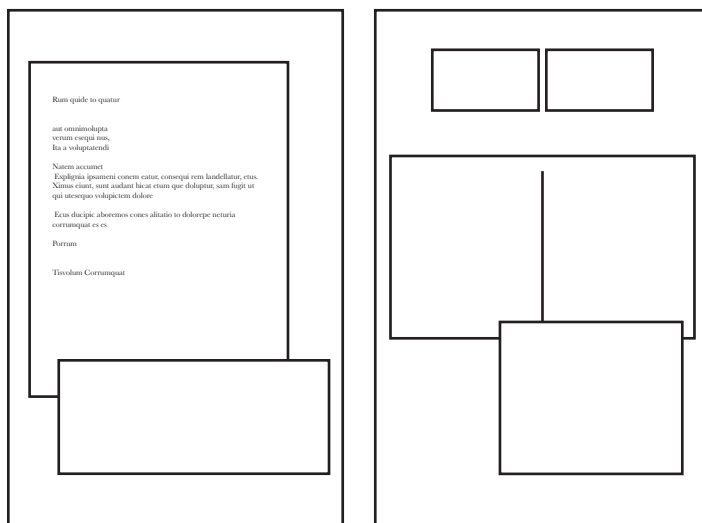 Rum quide to quatur
aut omnimolupta
verum esequi nus,
Ita a voluptatendi
Natem accumet
Explignia ipsameni conem eatur, consequi rem landellatur, etus.
Ximus eiunt, sunt audant hicat etum que doluptur, sam fugit ut
qui utesequo volupictem dolore
Ecus ducipic aboremos cones alitatio to dolorepe neturia
corrumquat es es
Porrum
Tisvolum Corrumquat